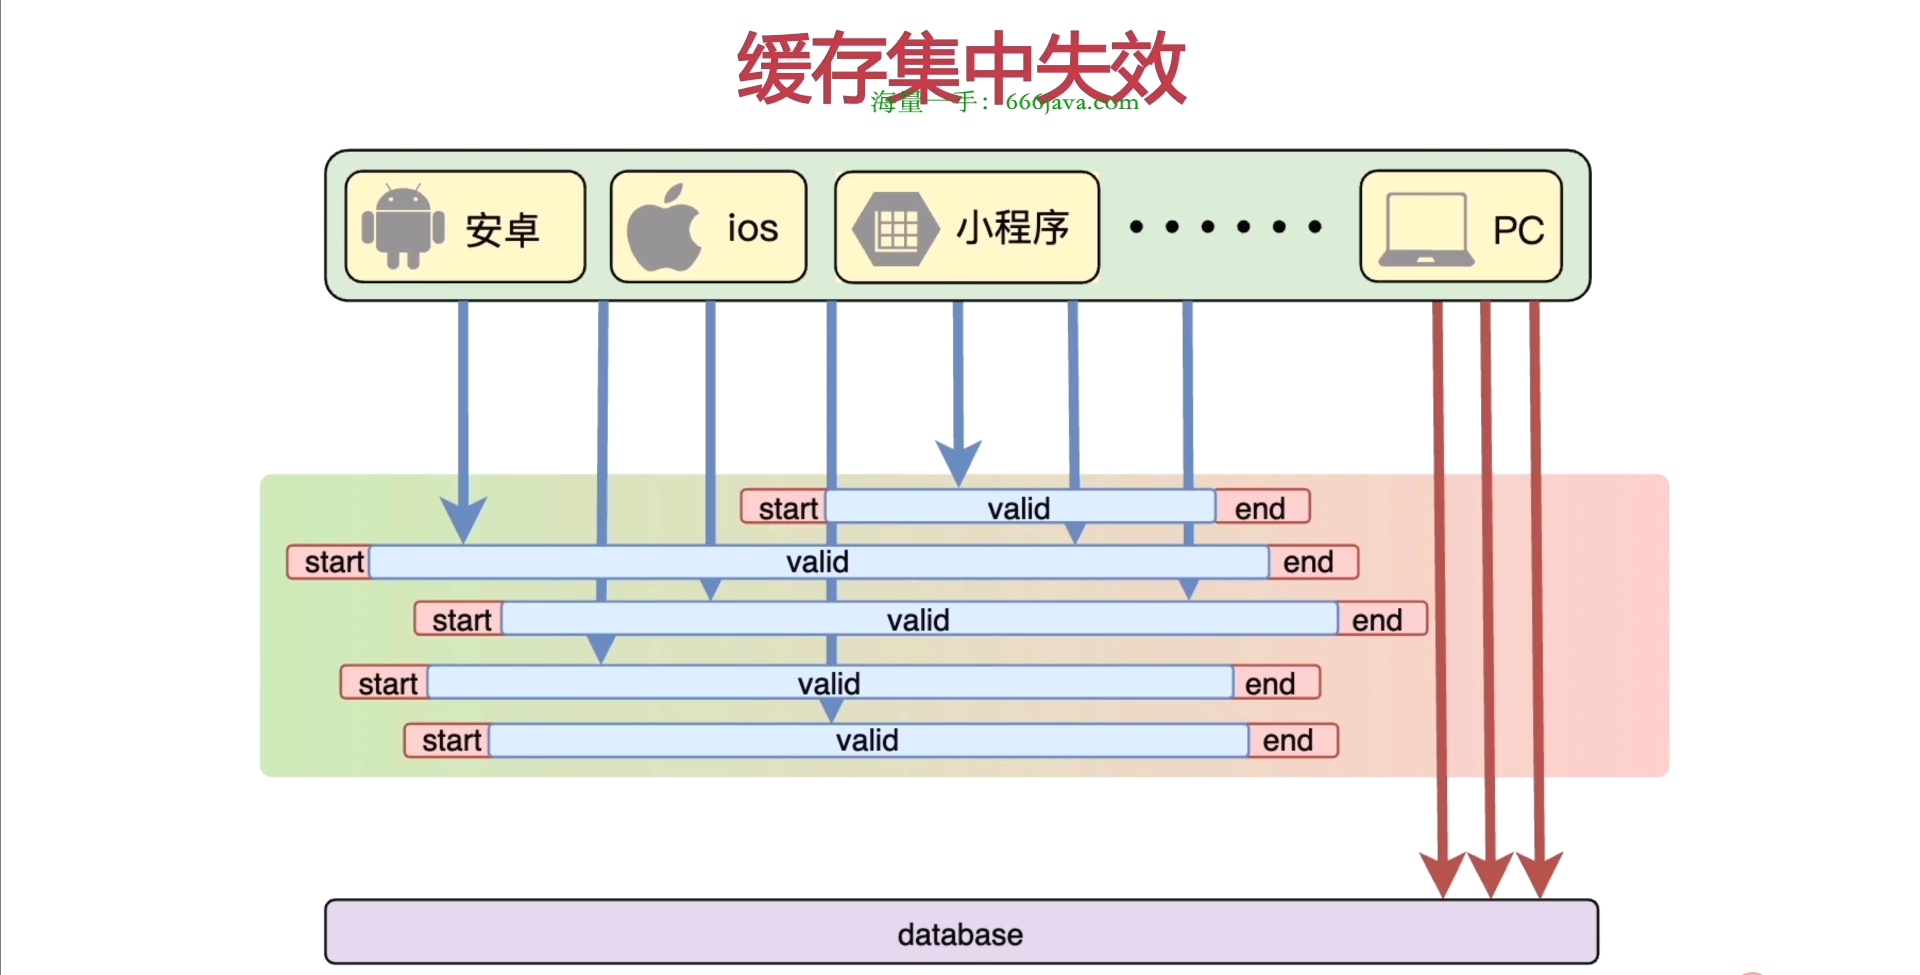 缓存集中失效
海量一手：666java.com
安卓
ios
小程序
······
PC
start valid end
start valid end
start valid end
start valid end
start valid end
database